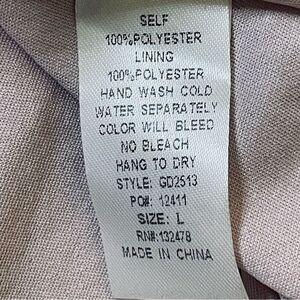 SELF
100%POLYESTER
LINING
100%POLYESTER
HAND WASH COLD
WATER SEPARATELY
COLOR WILL BLEED
NO BLEACH
HANG TO DRY
STYLE: GD2513
PO#: 12411
SIZE: L
RN#:132478
MADE IN CHINA